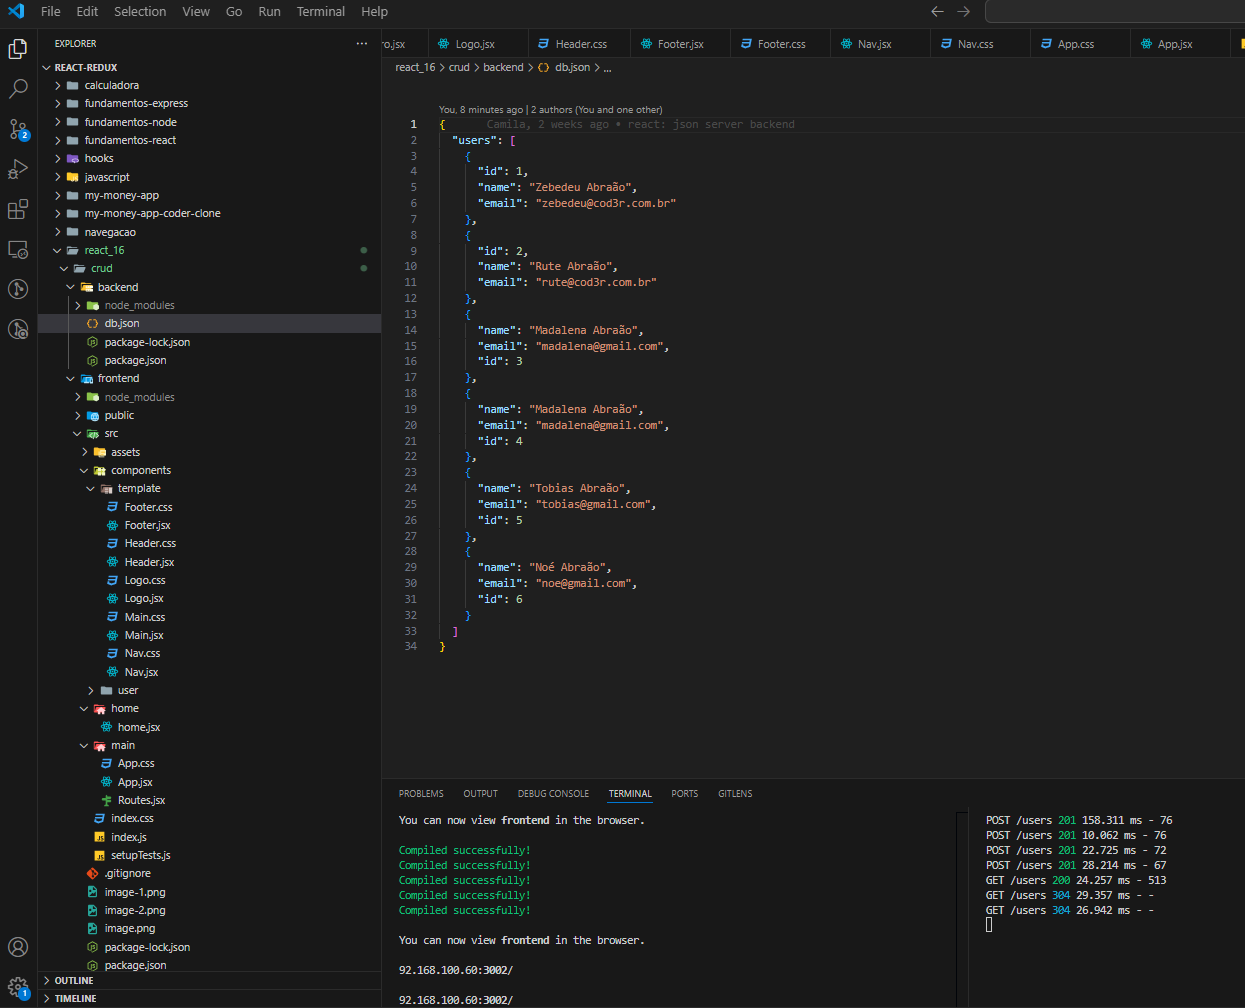 File Edit Selection View Go Run Terminal Help
EXPLORER
REACT-REDUX
calculadora
fundamentos-express
fundamentos-node
fundamentos-react
hooks
javascript
my-money-app
my-money-app-coder-clone
navegacao
react_16
crud
backend
node_modules
db.json
package-lock.json
package.json
frontend
node_modules
public
src
assets
components
template
Footer.css
Footer.jsx
Header.css
Header.jsx
Logo.css
Logo.jsx
Main.css
Main.jsx
Nav.css
Nav.jsx
user
home
home.jsx
main
App.css
App.jsx
Routes.jsx
index.css
index.js
setupTests.js
.gitignore
image-1.png
image-2.png
image.png
package-lock.json
package.json
OUTLINE
TIMELINE
2
1
ro.jsx Logo.jsx Header.css Footer.jsx Footer.css Nav.jsx Nav.css App.css App.jsx
react_16 > crud > backend > {} db.json > ...
You, 8 minutes ago | 2 authors (You and one other)
1 { Camila, 2 weeks ago • react: json server backend
2 "users": [
3 {
4 "id": 1,
5 "name": "Zebedeu Abraão",
6 "email": "zebedeu@cod3r.com.br"
7 },
8 {
9 "id": 2,
10 "name": "Rute Abraão",
11 "email": "rute@cod3r.com.br"
12 },
13 {
14 "name": "Madalena Abraão",
15 "email": "madalena@gmail.com",
16 "id": 3
17 },
18 {
19 "name": "Madalena Abraão",
20 "email": "madalena@gmail.com",
21 "id": 4
22 },
23 {
24 "name": "Tobias Abraão",
25 "email": "tobias@gmail.com",
26 "id": 5
27 },
28 {
29 "name": "Noé Abraão",
30 "email": "noe@gmail.com",
31 "id": 6
32 }
33 ]
34 }
PROBLEMS OUTPUT DEBUG CONSOLE TERMINAL PORTS GITLENS
You can now view frontend in the browser.
Compiled successfully!
Compiled successfully!
Compiled successfully!
Compiled successfully!
Compiled successfully!
You can now view frontend in the browser.
92.168.100.60:3002/
92.168.100.60:3002/
POST /users 201 158.311 ms - 76
POST /users 201 10.062 ms - 76
POST /users 201 22.725 ms - 72
POST /users 201 28.214 ms - 67
GET /users 200 24.257 ms - 513
GET /users 304 29.357 ms - -
GET /users 304 26.942 ms - -